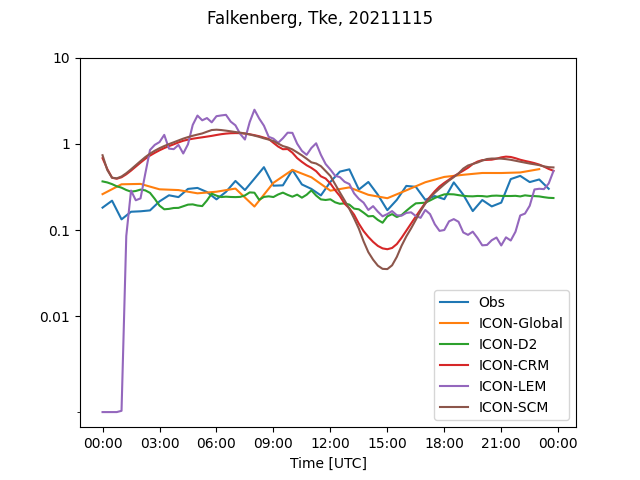 Falkenberg, Tke, 20211115
10
1
0.1
0.01
Obs
ICON-Global
ICON-D2
ICON-CRM
ICON-LEM
ICON-SCM
00:00 03:00 06:00 09:00 12:00 15:00 18:00 21:00 00:00
Time [UTC]